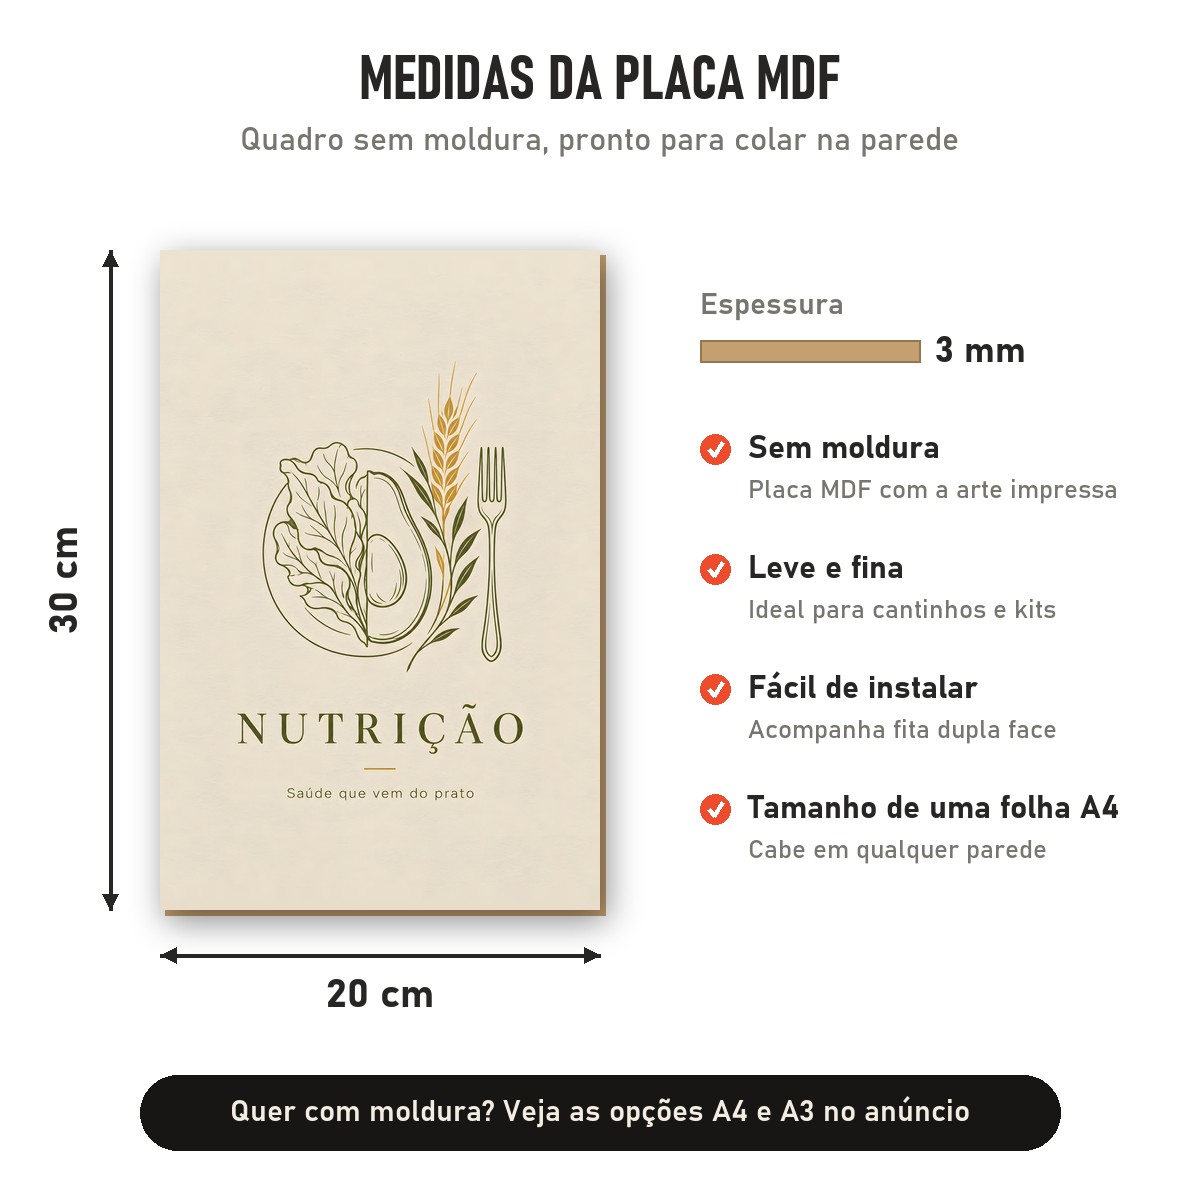 MEDIDAS DA PLACA MDF
Quadro sem moldura, pronto para colar na parede
30 cm
NUTRIÇÃO
Saúde que vem do prato
20 cm
Espessura
3 mm
Sem moldura
Placa MDF com a arte impressa
Leve e fina
Ideal para cantinhos e kits
Fácil de instalar
Acompanha fita dupla face
Tamanho de uma folha A4
Cabe em qualquer parede
Quer com moldura? Veja as opções A4 e A3 no anúncio